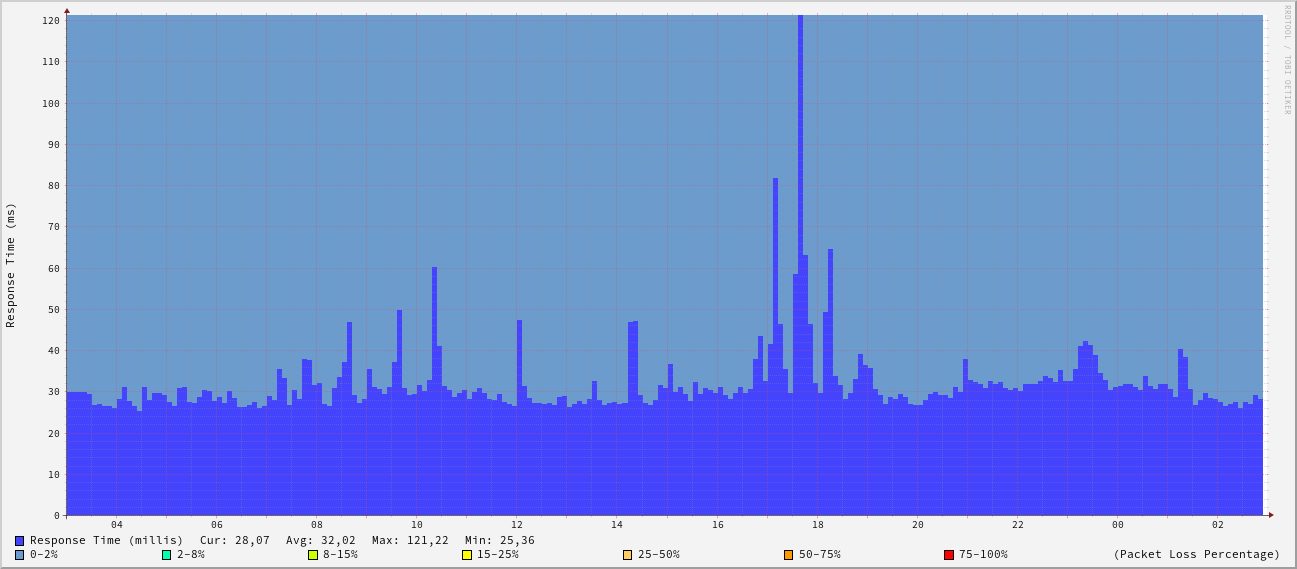 RRDTOOL / TOBI OETIKER
Response Time (ms)
120
110
100
90
80
70
60
50
40
30
20
10
0
04 06 08 10 12 14 16 18 20 22 00 02
Response Time (millis) Cur: 28,07 Avg: 32,02 Max: 121,22 Min: 25,36
0-2% 2-8% 8-15% 15-25% 25-50% 50-75% 75-100% (Packet Loss Percentage)